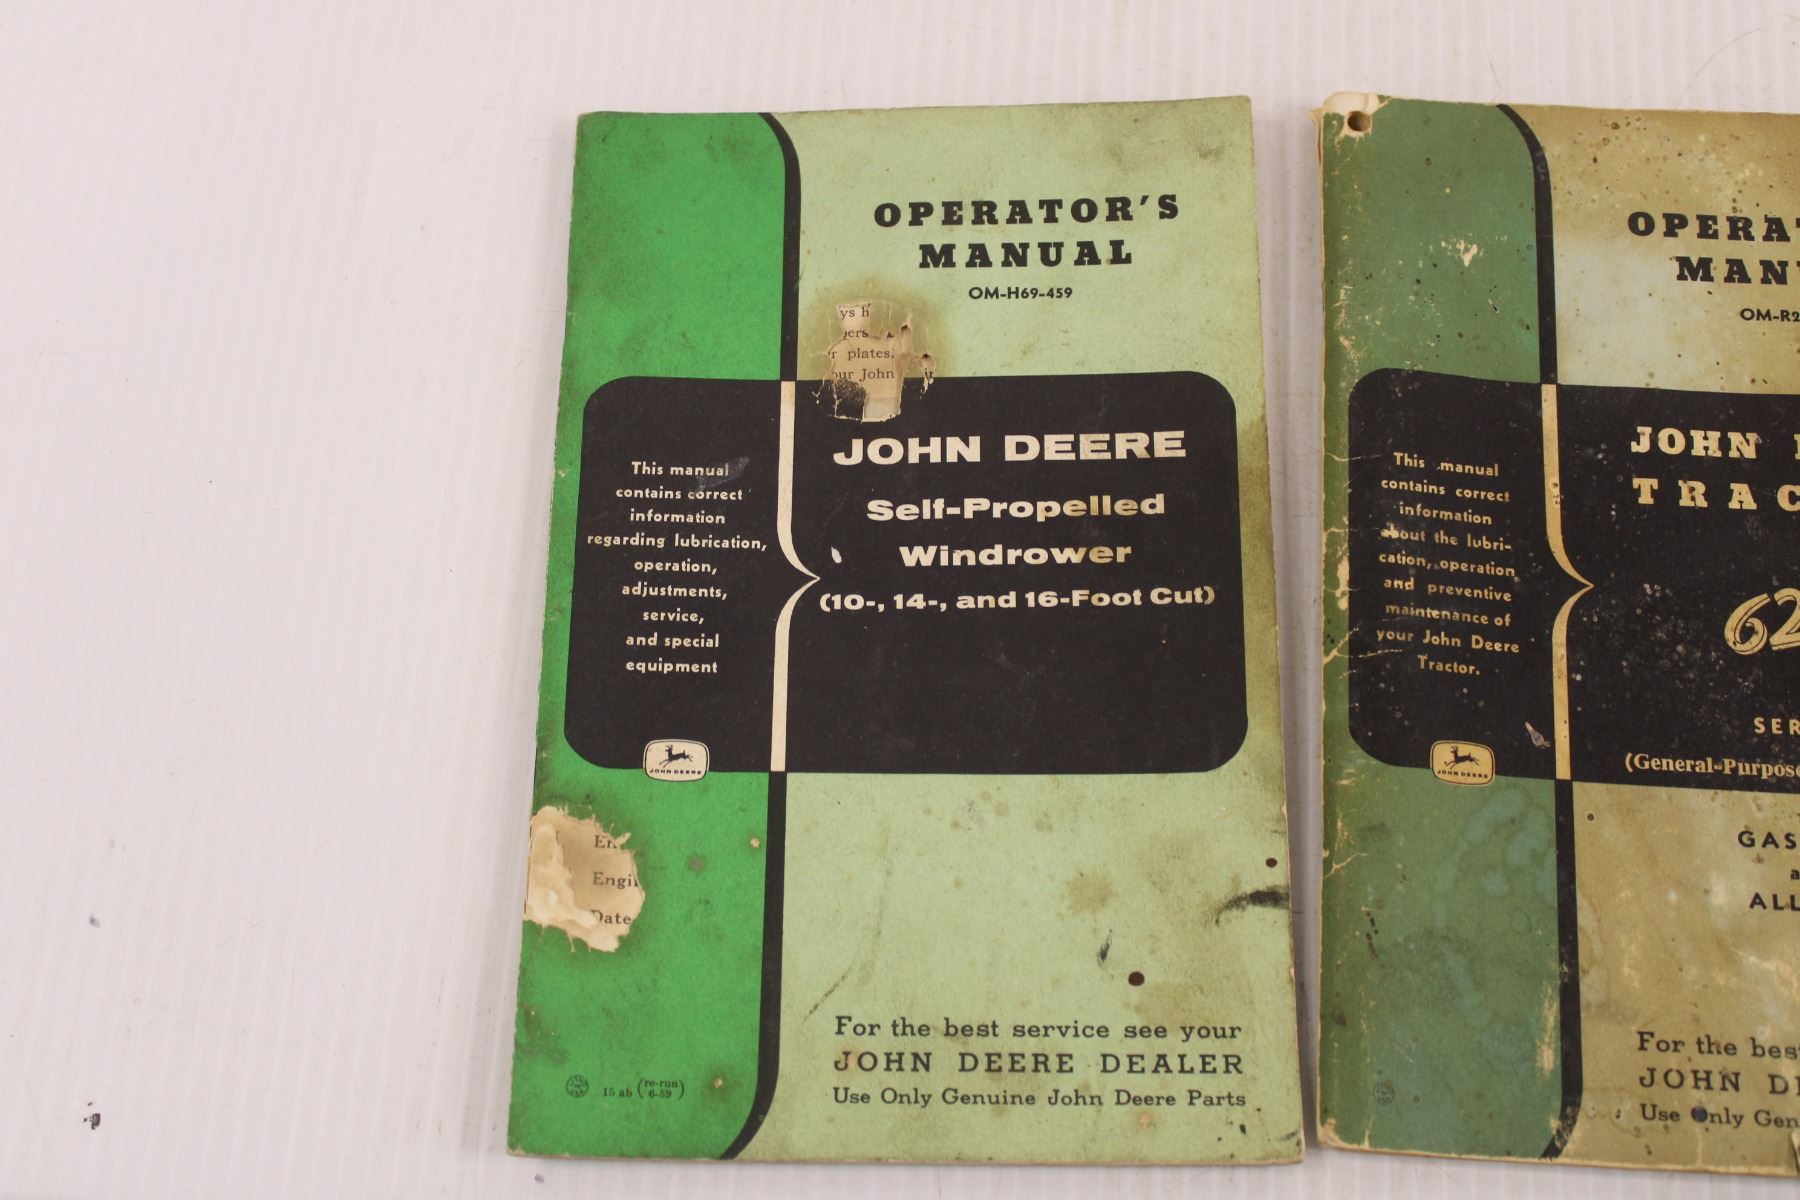 OPERATOR'S
MANUAL
OM-H69-459
ys h
pers
r plates.
our John
This manual
contains correct
information
regarding lubrication,
operation,
adjustments,
service,
and special
equipment
JOHN DEERE
Self-Propelled
Windrower
(10-, 14-, and 16-Foot Cut)
JOHN DEERE
En
Engi
Date
For the best service see your
JOHN DEERE DEALER
Use Only Genuine John Deere Parts
15 ab (re-run 6-59)
OPERAT
MAN
OM-R2
This manual
contains correct
information
about the lubri-
cation, operation
and preventive
maintenance of
your John Deere
Tractor.
JOHN
TRAC
62
SER
(General-Purpose
JOHN DEERE
GAS
a
ALL
For the bes
JOHN D
Use Only Gen